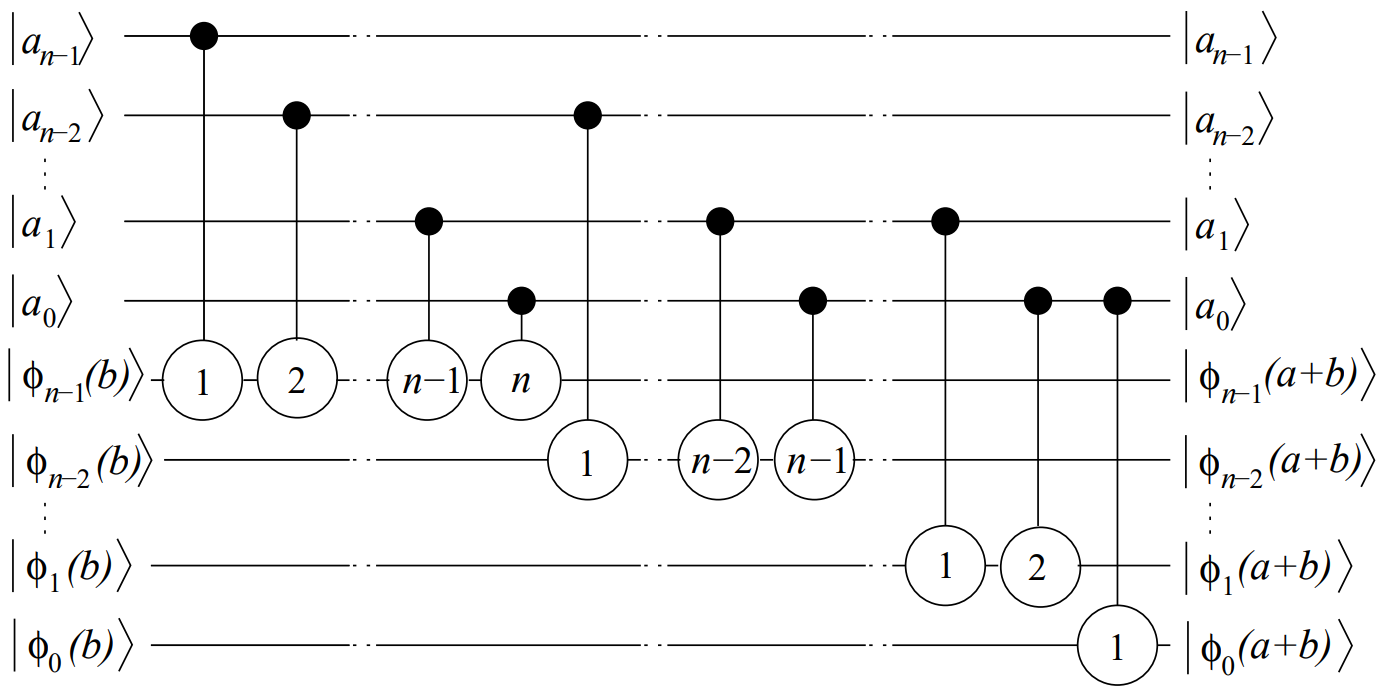 |a_{n−1}⟩ |a_{n−1}⟩
|a_{n−2}⟩ |a_{n−2}⟩
|a_1⟩ |a_1⟩
|a_0⟩ |a_0⟩
|ϕ_{n−1}(b)⟩ 1 2 n−1 n |ϕ_{n−1}(a+b)⟩
|ϕ_{n−2}(b)⟩ 1 n−2 n−1 |ϕ_{n−2}(a+b)⟩
|ϕ_1(b)⟩ 1 2 |ϕ_1(a+b)⟩
|ϕ_0(b)⟩ 1 |ϕ_0(a+b)⟩